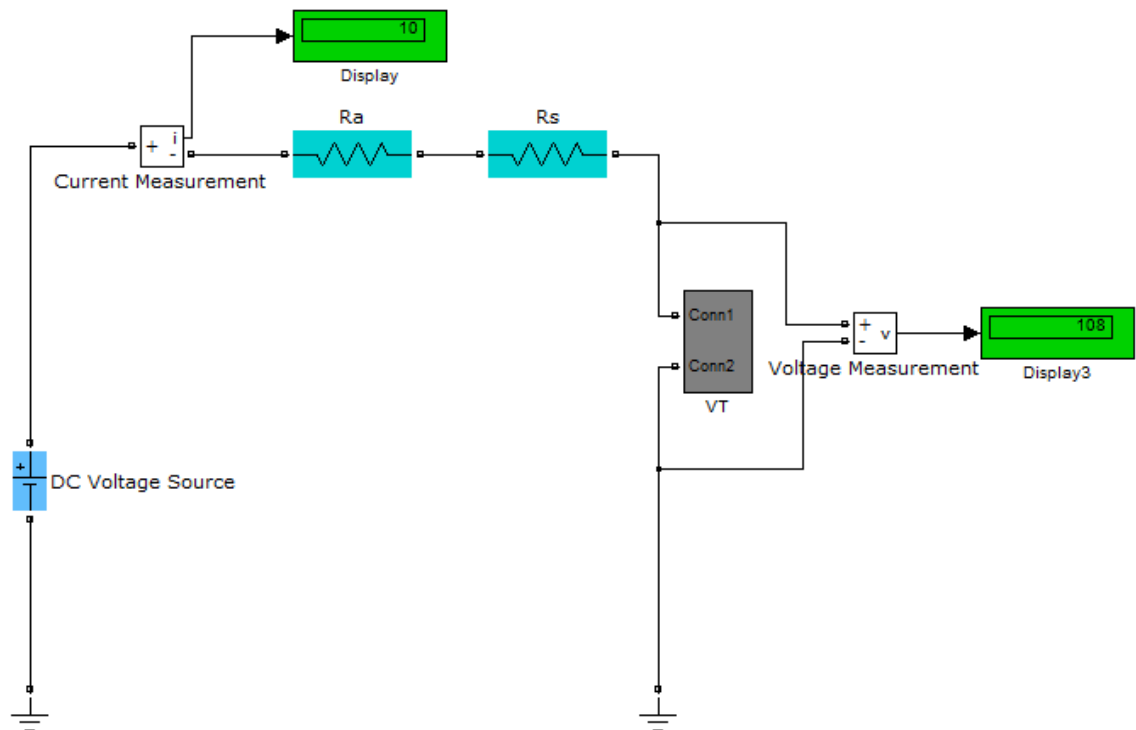 10
Display
Ra
Rs
+ i -
Current Measurement
Conn1
Conn2
VT
+ - v
Voltage Measurement
108
Display3
+
DC Voltage Source